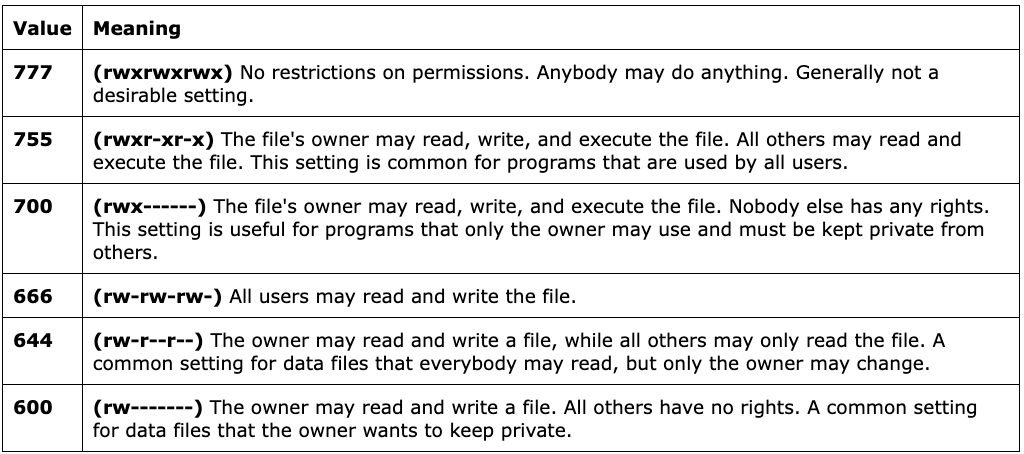 Value Meaning
777 (rwxrwxrwx) No restrictions on permissions. Anybody may do anything. Generally not a
desirable setting.
755 (rwxr-xr-x) The file's owner may read, write, and execute the file. All others may read and
execute the file. This setting is common for programs that are used by all users.
700 (rwx------) The file's owner may read, write, and execute the file. Nobody else has any rights.
This setting is useful for programs that only the owner may use and must be kept private from
others.
666 (rw-rw-rw-) All users may read and write the file.
644 (rw-r--r--) The owner may read and write a file, while all others may only read the file. A
common setting for data files that everybody may read, but only the owner may change.
600 (rw-------) The owner may read and write a file. All others have no rights. A common setting
for data files that the owner wants to keep private.